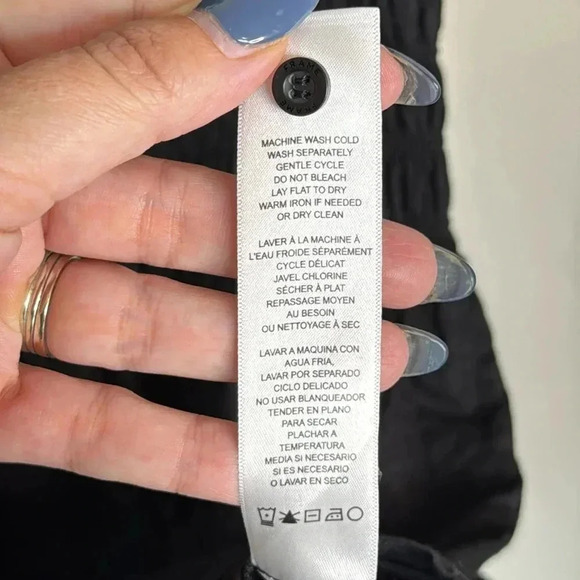 FRAME
FRAME
MACHINE WASH COLD
WASH SEPARATELY
GENTLE CYCLE
DO NOT BLEACH
LAY FLAT TO DRY
WARM IRON IF NEEDED
OR DRY CLEAN
LAVER À LA MACHINE À
L'EAU FROIDE SÉPARÉMENT
CYCLE DÉLICAT
JAVEL CHLORINE
SÉCHER À PLAT
REPASSAGE MOYEN
AU BESOIN
OU NETTOYAGE À SEC
LAVAR A MAQUINA CON
AGUA FRIA,
LAVAR POR SEPARADO
CICLO DELICADO
NO USAR BLANQUEADOR
TENDER EN PLANO
PARA SECAR
PLANCHAR A
TEMPERATURA
MEDIA SI NECESARIO
SI ES NECESARIO
O LAVAR EN SECO